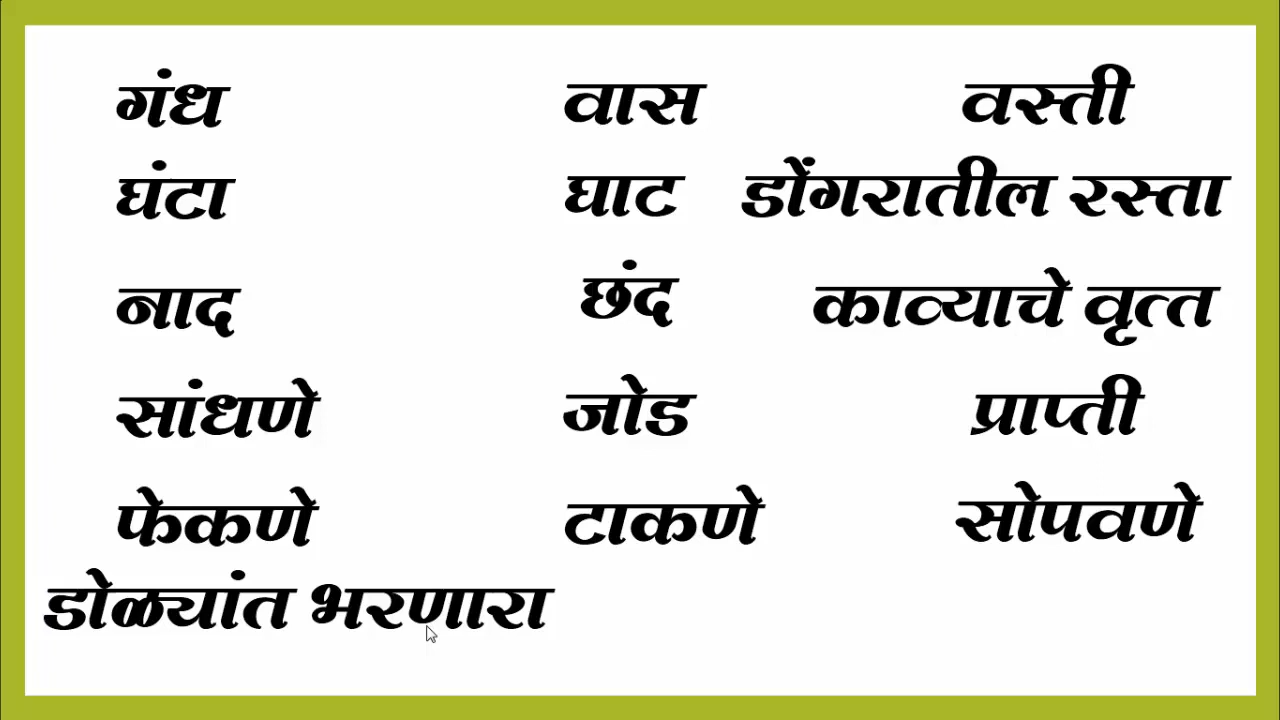 गंध वास वस्ती
घंटा घाट डोंगरातील रस्ता
नाद छंद काव्याचे वृत्त
सांधणे जोड प्राप्ती
फेकणे टाकणे सोपवणे
डोळ्यांत भरणारा